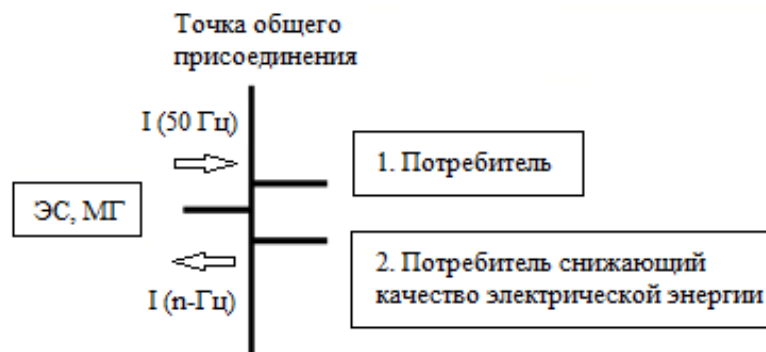 Точка общего
присоединения
I (50 Гц)
1. Потребитель
ЭС, МГ
2. Потребитель снижающий
качество электрической энергии
I (n-Гц)